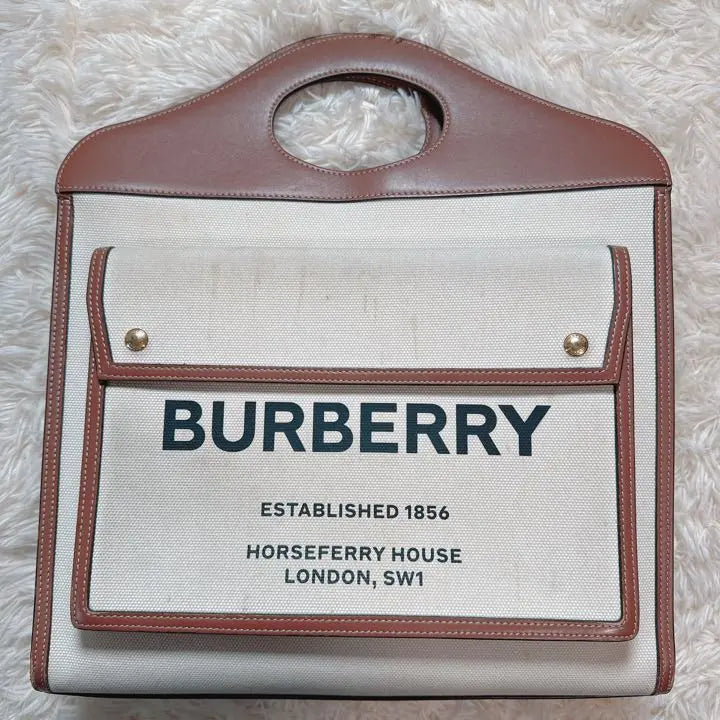 BURBERRY
ESTABLISHED 1856
HORSEFERRY HOUSE
LONDON, SW1